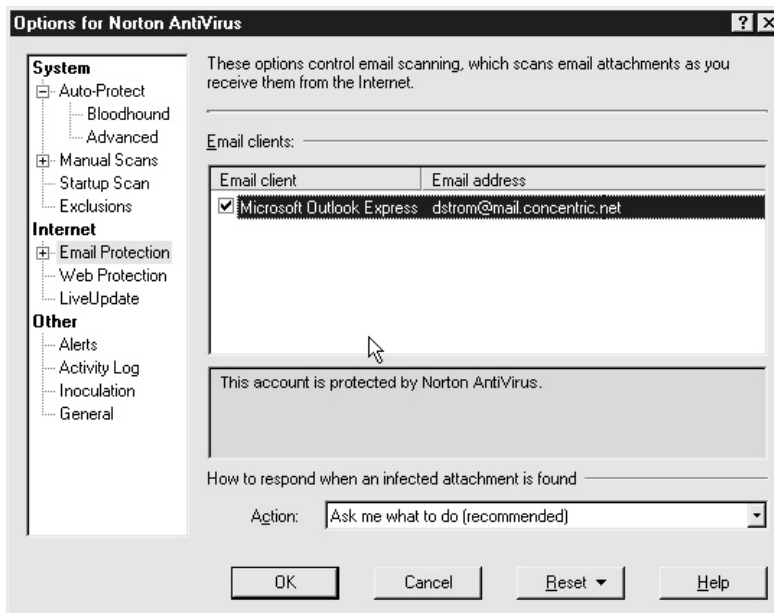 Options for Norton AntiVirus
System
Auto-Protect
Bloodhound
Advanced
Manual Scans
Startup Scan
Exclusions
Internet
Email Protection
Web Protection
LiveUpdate
Other
Alerts
Activity Log
Inoculation
General
These options control email scanning, which scans email attachments as you
receive them from the Internet.
Email clients:
Email client Email address
Microsoft Outlook Express dstrom@mail.concentric.net
This account is protected by Norton AntiVirus.
How to respond when an infected attachment is found
Action: Ask me what to do (recommended)
OK Cancel Reset Help